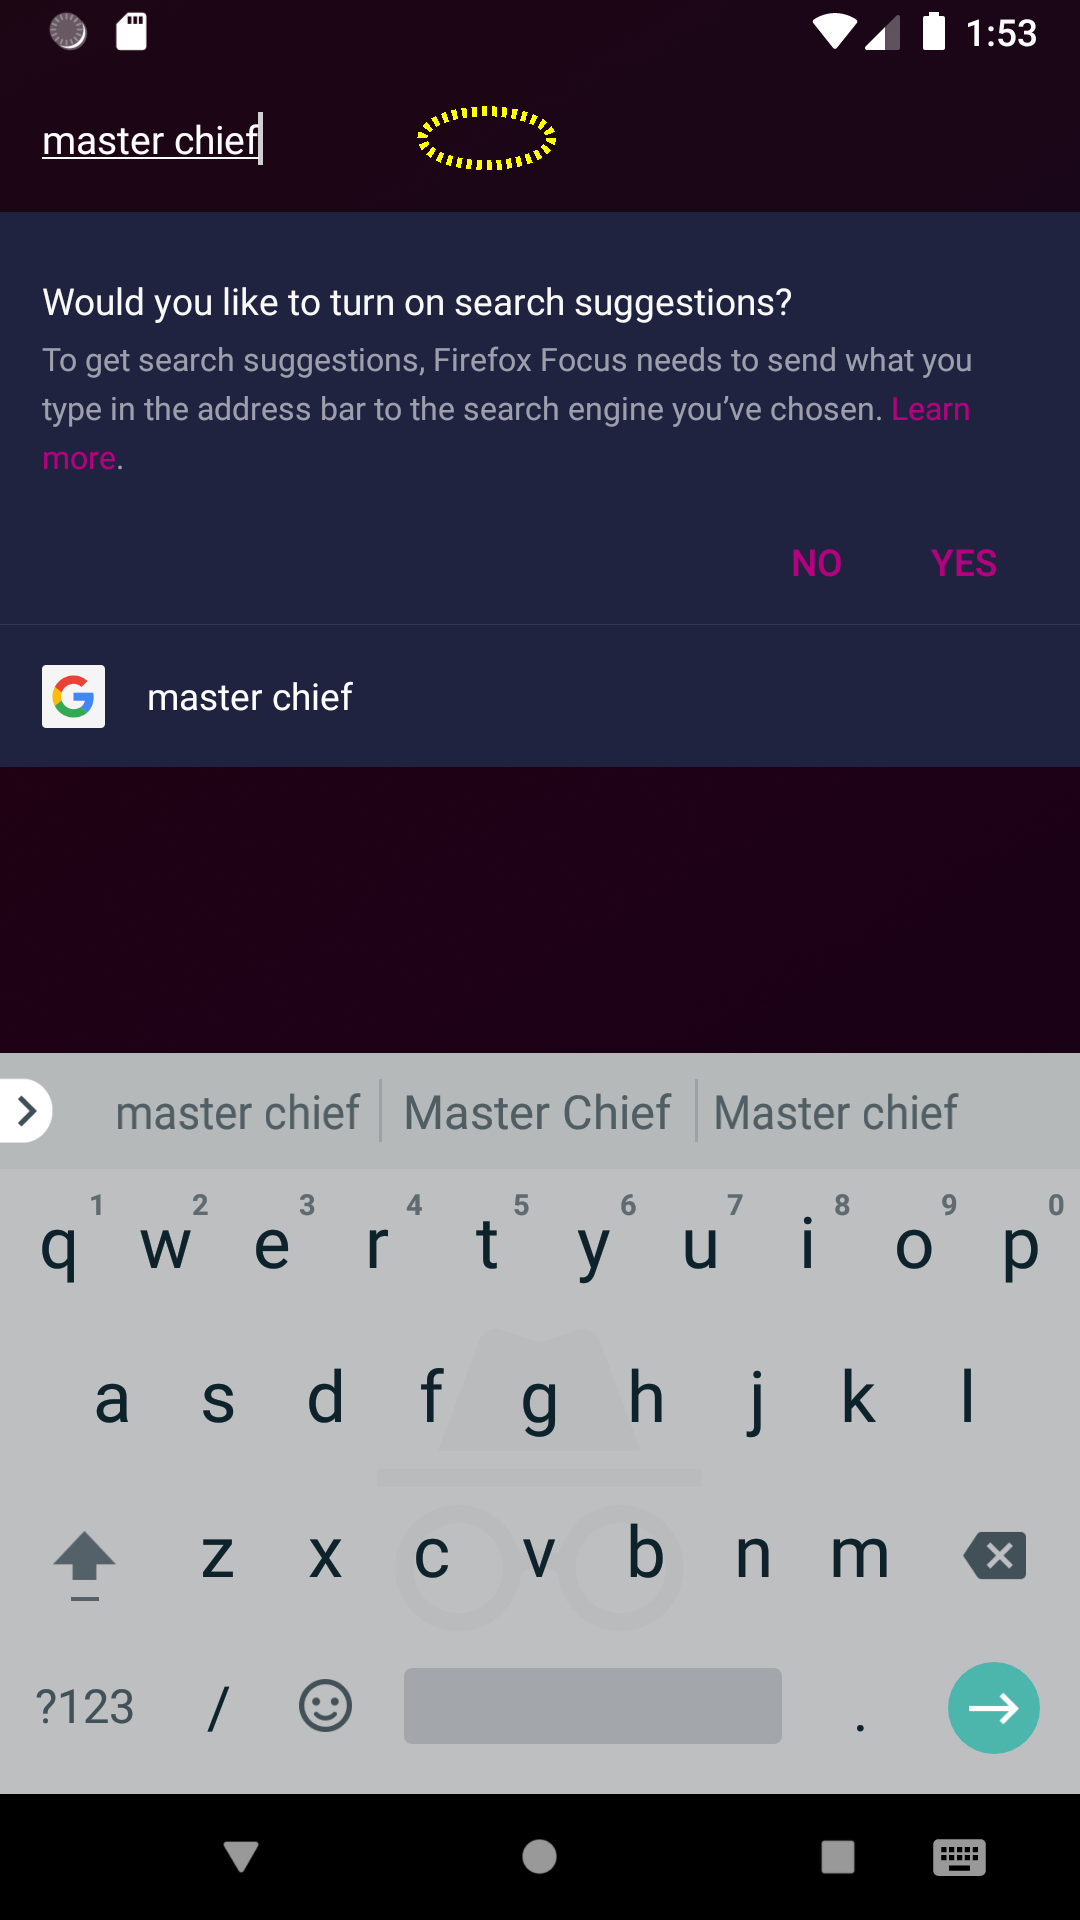 1:53
master chief
Would you like to turn on search suggestions?
To get search suggestions, Firefox Focus needs to send what you
type in the address bar to the search engine you’ve chosen. Learn
more.
NO YES
master chief
master chief Master Chief Master chief
1 2 3 4 5 6 7 8 9 0
q w e r t y u i o p
a s d f g h j k l
z x c v b n m
?123 / .